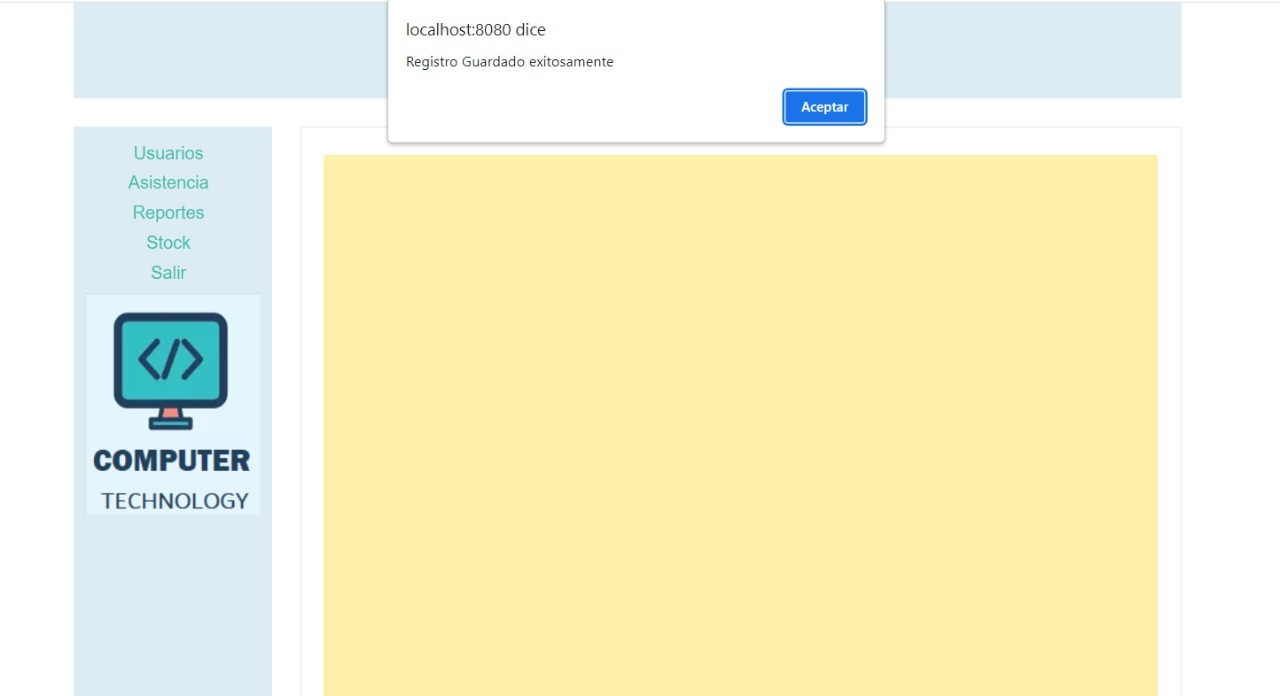 localhost:8080 dice
Registro Guardado exitosamente
Aceptar
Usuarios
Asistencia
Reportes
Stock
Salir
</>
COMPUTER
TECHNOLOGY